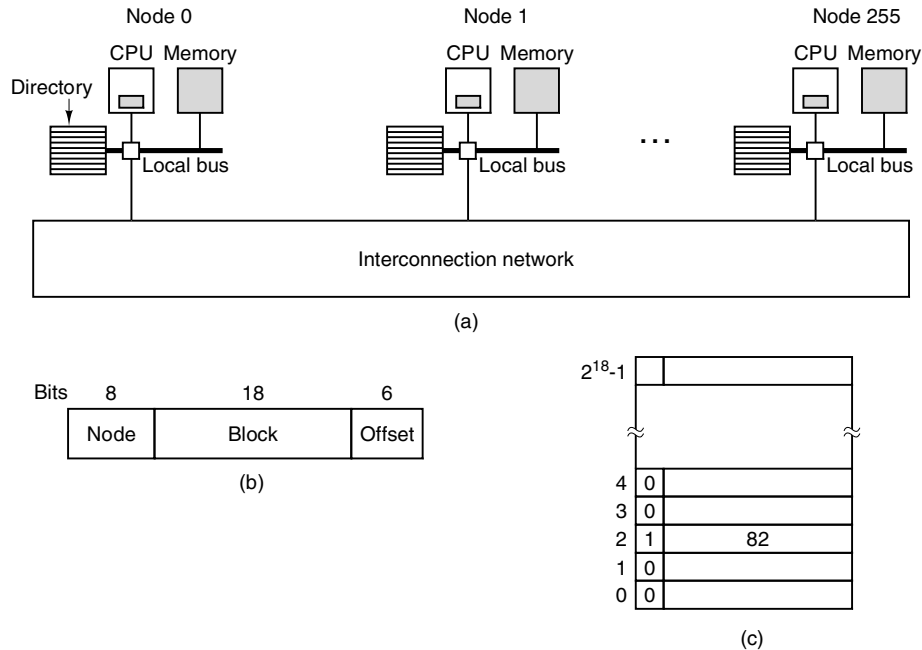 Node 0 Node 1 Node 255
CPU Memory CPU Memory CPU Memory
Directory
Local bus Local bus ... Local bus
Interconnection network
(a)
Bits 8 18 6
Node Block Offset
(b)
2^18-1
4 0
3 0
2 1 82
1 0
0 0
(c)